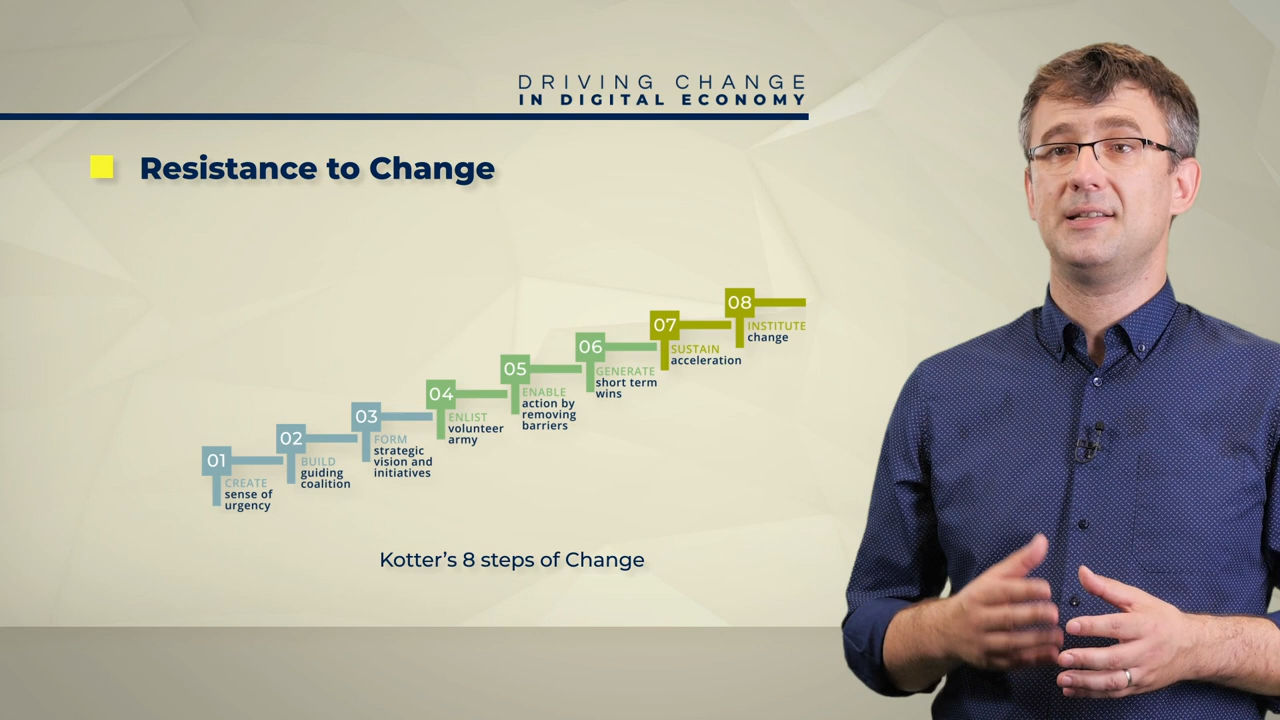 DRIVING CHANGE
IN DIGITAL ECONOMY
Resistance to Change
01
CREATE
sense of
urgency
02
BUILD
guiding
coalition
03
FORM
strategic
vision and
initiatives
04
ENLIST
volunteer
army
05
ENABLE
action by
removing
barriers
06
GENERATE
short term
wins
07
SUSTAIN
acceleration
08
INSTITUTE
change
Kotter's 8 steps of Change